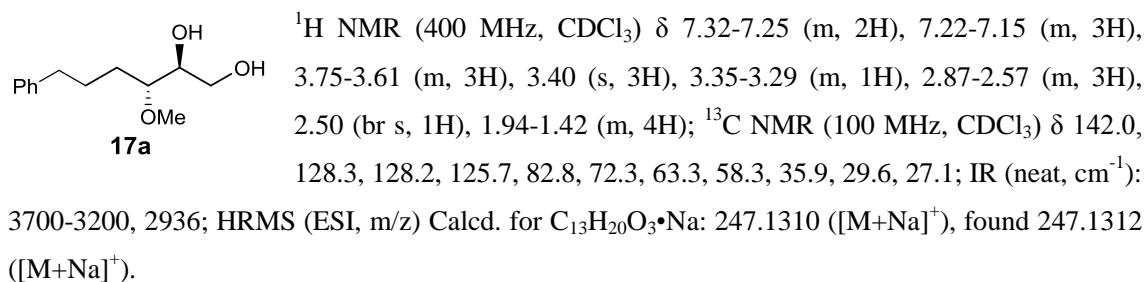 ¹H NMR (400 MHz, CDCl₃) δ 7.32-7.25 (m, 2H), 7.22-7.15 (m, 3H),
OH
OH
Ph
OMe
17a
3.75-3.61 (m, 3H), 3.40 (s, 3H), 3.35-3.29 (m, 1H), 2.87-2.57 (m, 3H),
2.50 (br s, 1H), 1.94-1.42 (m, 4H); ¹³C NMR (100 MHz, CDCl₃) δ 142.0,
128.3, 128.2, 125.7, 82.8, 72.3, 63.3, 58.3, 35.9, 29.6, 27.1; IR (neat, cm⁻¹):
3700-3200, 2936; HRMS (ESI, m/z) Calcd. for C₁₃H₂₀O₃•Na: 247.1310 ([M+Na]⁺), found 247.1312
([M+Na]⁺).